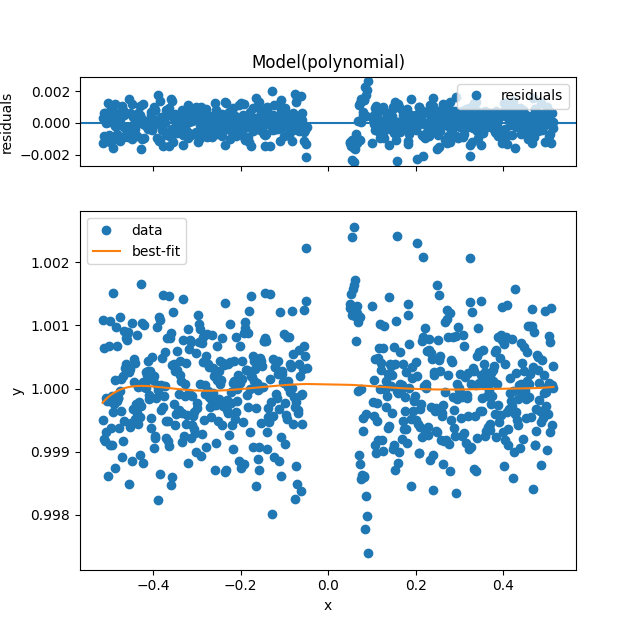 Model(polynomial)
residuals
0.002
0.000
−0.002
residuals
data
best-fit
y
1.002
1.001
1.000
0.999
0.998
−0.4
−0.2
0.0
0.2
0.4
x